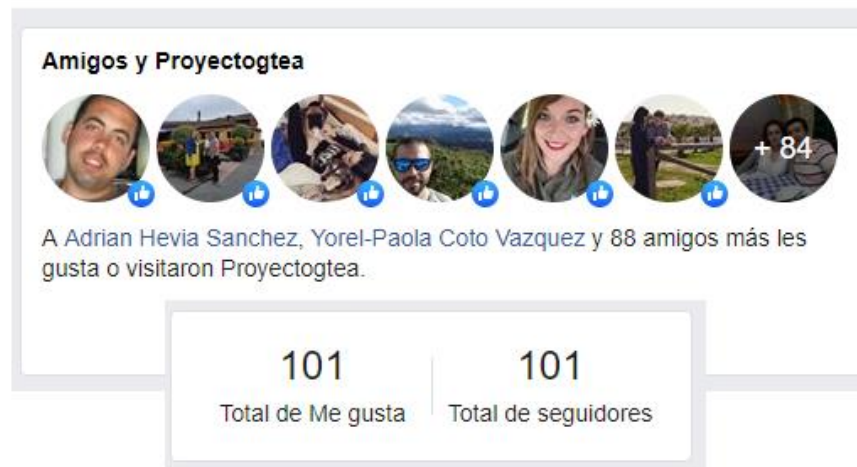 Amigos y Proyectogtea
+ 84
A Adrian Hevia Sanchez, Yorel-Paola Coto Vazquez y 88 amigos más les
gusta o visitaron Proyectogtea.
101 101
Total de Me gusta Total de seguidores